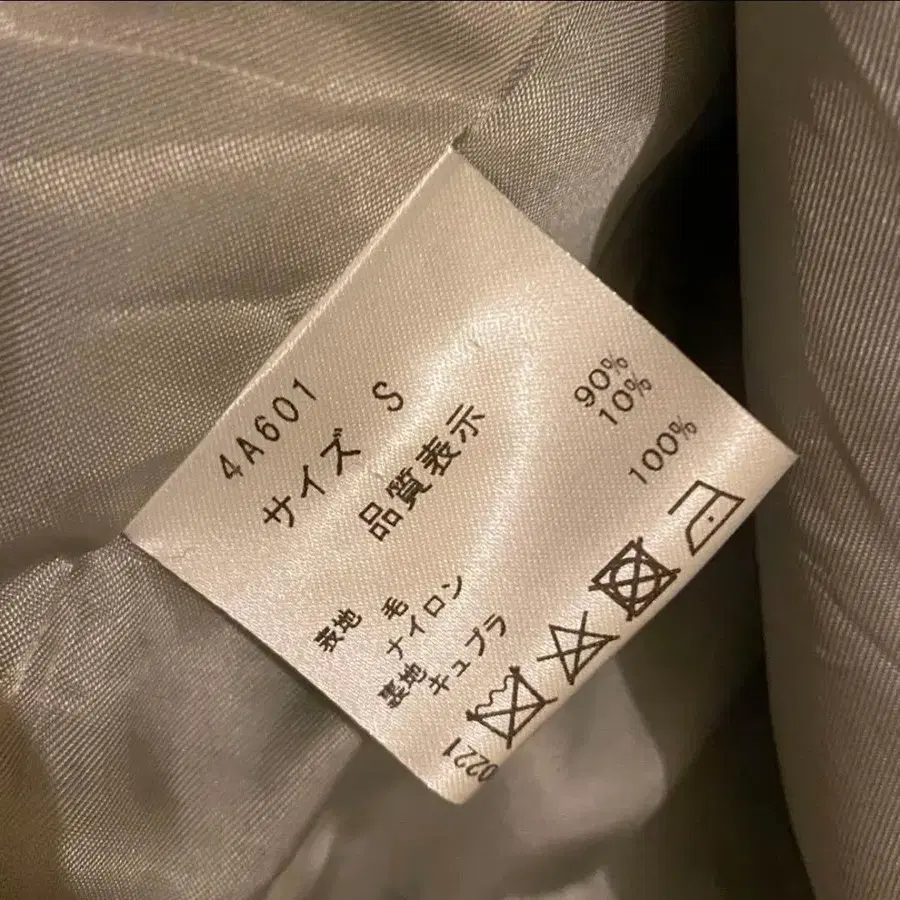 4A601
サイズ S
品質表示
表地 毛 90%
ナイロン 10%
裏地
キュプラ 100%
0221